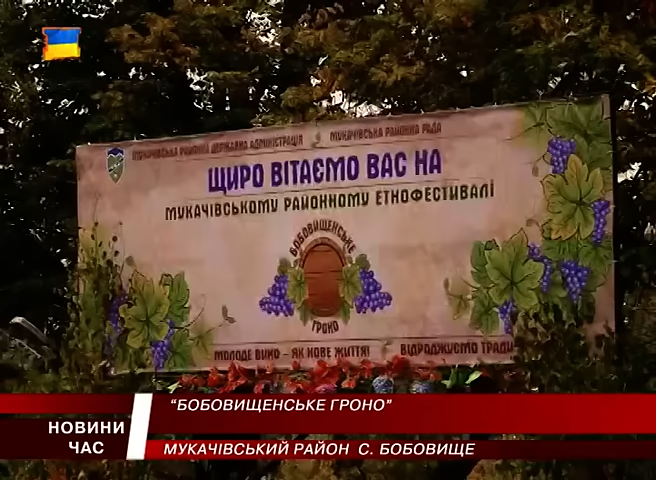 МУКАЧІВСЬКА РАЙОННА ДЕРЖАВНА АДМІНІСТРАЦІЯ МУКАЧІВСЬКА РАЙОННА РАДА
ЩИРО ВІТАЄМО ВАС НА
МУКАЧІВСЬКОМУ РАЙОННОМУ ЕТНОФЕСТИВАЛІ
БОБОВИЩЕНСЬКЕ
ГРОНО
МОЛОДЕ ВИНО - ЯК НОВЕ ЖИТТЯ! ВІДРОДЖУЄМО ТРАДИ
"БОБОВИЩЕНСЬКЕ ГРОНО"
НОВИНИ
ЧАС
МУКАЧІВСЬКИЙ РАЙОН С. БОБОВИЩЕ